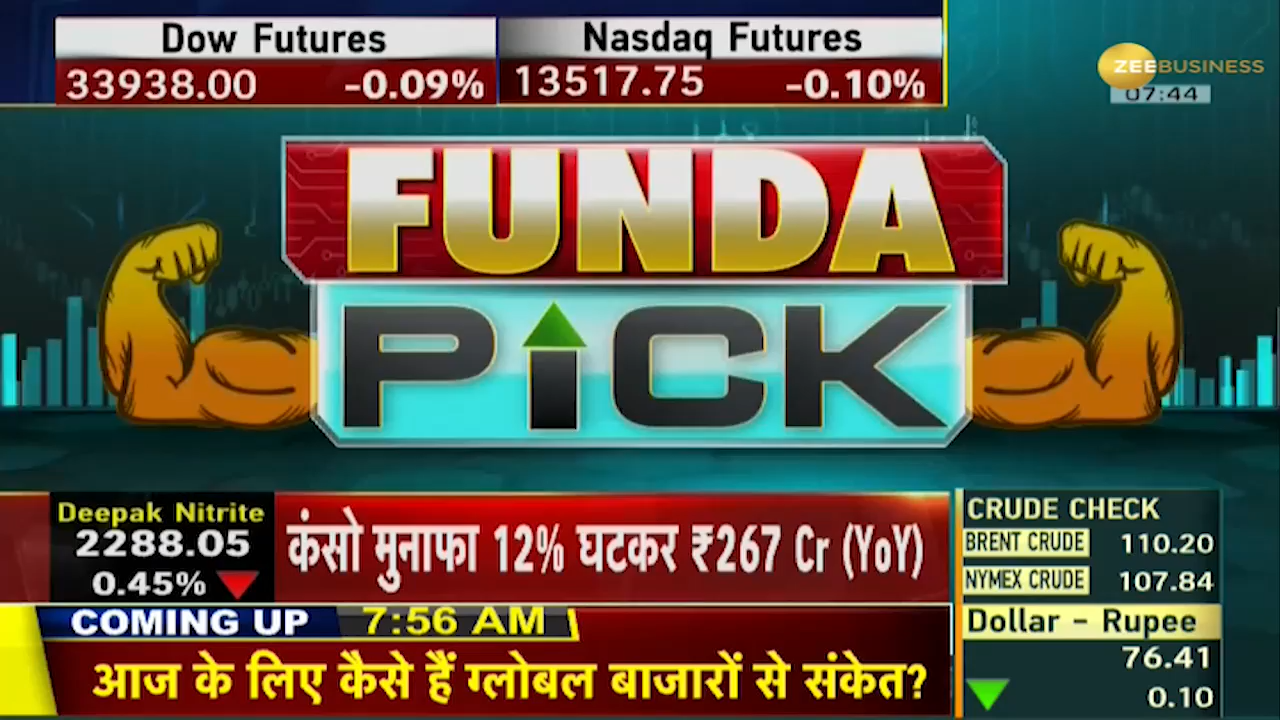 Dow Futures
33938.00 -0.09%
Nasdaq Futures
13517.75 -0.10%
ZEEBUSINESS
07:44
FUNDA
PICK
Deepak Nitrite
2288.05
0.45%
कंसो मुनाफा 12% घटकर ₹267 Cr (YoY)
COMING UP 7:56 AM
आज के लिए कैसे हैं ग्लोबल बाजारों से संकेत?
CRUDE CHECK
BRENT CRUDE 110.20
NYMEX CRUDE 107.84
Dollar - Rupee
76.41
0.10